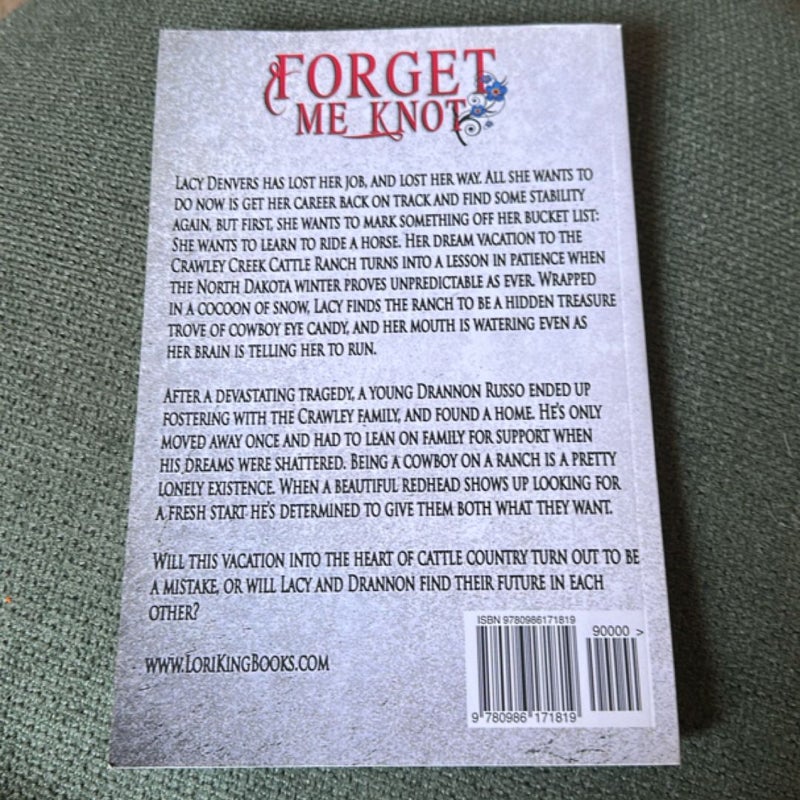 FORGET
ME KNOT
LACY DENVERS HAS LOST HER JOB, AND LOST HER WAY. ALL SHE WANTS TO
DO NOW IS GET HER CAREER BACK ON TRACK AND FIND SOME STABILITY
AGAIN, BUT FIRST, SHE WANTS TO MARK SOMETHING OFF HER BUCKET LIST:
SHE WANTS TO LEARN TO RIDE A HORSE. HER DREAM VACATION TO THE
CRAWLEY CREEK CATTLE RANCH TURNS INTO A LESSON IN PATIENCE WHEN
THE NORTH DAKOTA WINTER PROVES UNPREDICTABLE AS EVER. WRAPPED
IN A COCOON OF SNOW, LACY FINDS THE RANCH TO BE A HIDDEN TREASURE
TROVE OF COWBOY EYE CANDY, AND HER MOUTH IS WATERING EVEN AS
HER BRAIN IS TELLING HER TO RUN.
AFTER A DEVASTATING TRAGEDY, A YOUNG DRANNON RUSSO ENDED UP
FOSTERING WITH THE CRAWLEY FAMILY, AND FOUND A HOME. HE'S ONLY
MOVED AWAY ONCE AND HAD TO LEAN ON FAMILY FOR SUPPORT WHEN
HIS DREAMS WERE SHATTERED. BEING A COWBOY ON A RANCH IS A PRETTY
LONELY EXISTENCE. WHEN A BEAUTIFUL REDHEAD SHOWS UP LOOKING FOR
A FRESH START HE'S DETERMINED TO GIVE THEM BOTH WHAT THEY WANT.
WILL THIS VACATION INTO THE HEART OF CATTLE COUNTRY TURN OUT TO BE
A MISTAKE, OR WILL LACY AND DRANNON FIND THEIR FUTURE IN EACH
OTHER?
WWW.LORIKINGBOOKS.COM
ISBN 9780986171819
90000 >
9 780986 171819